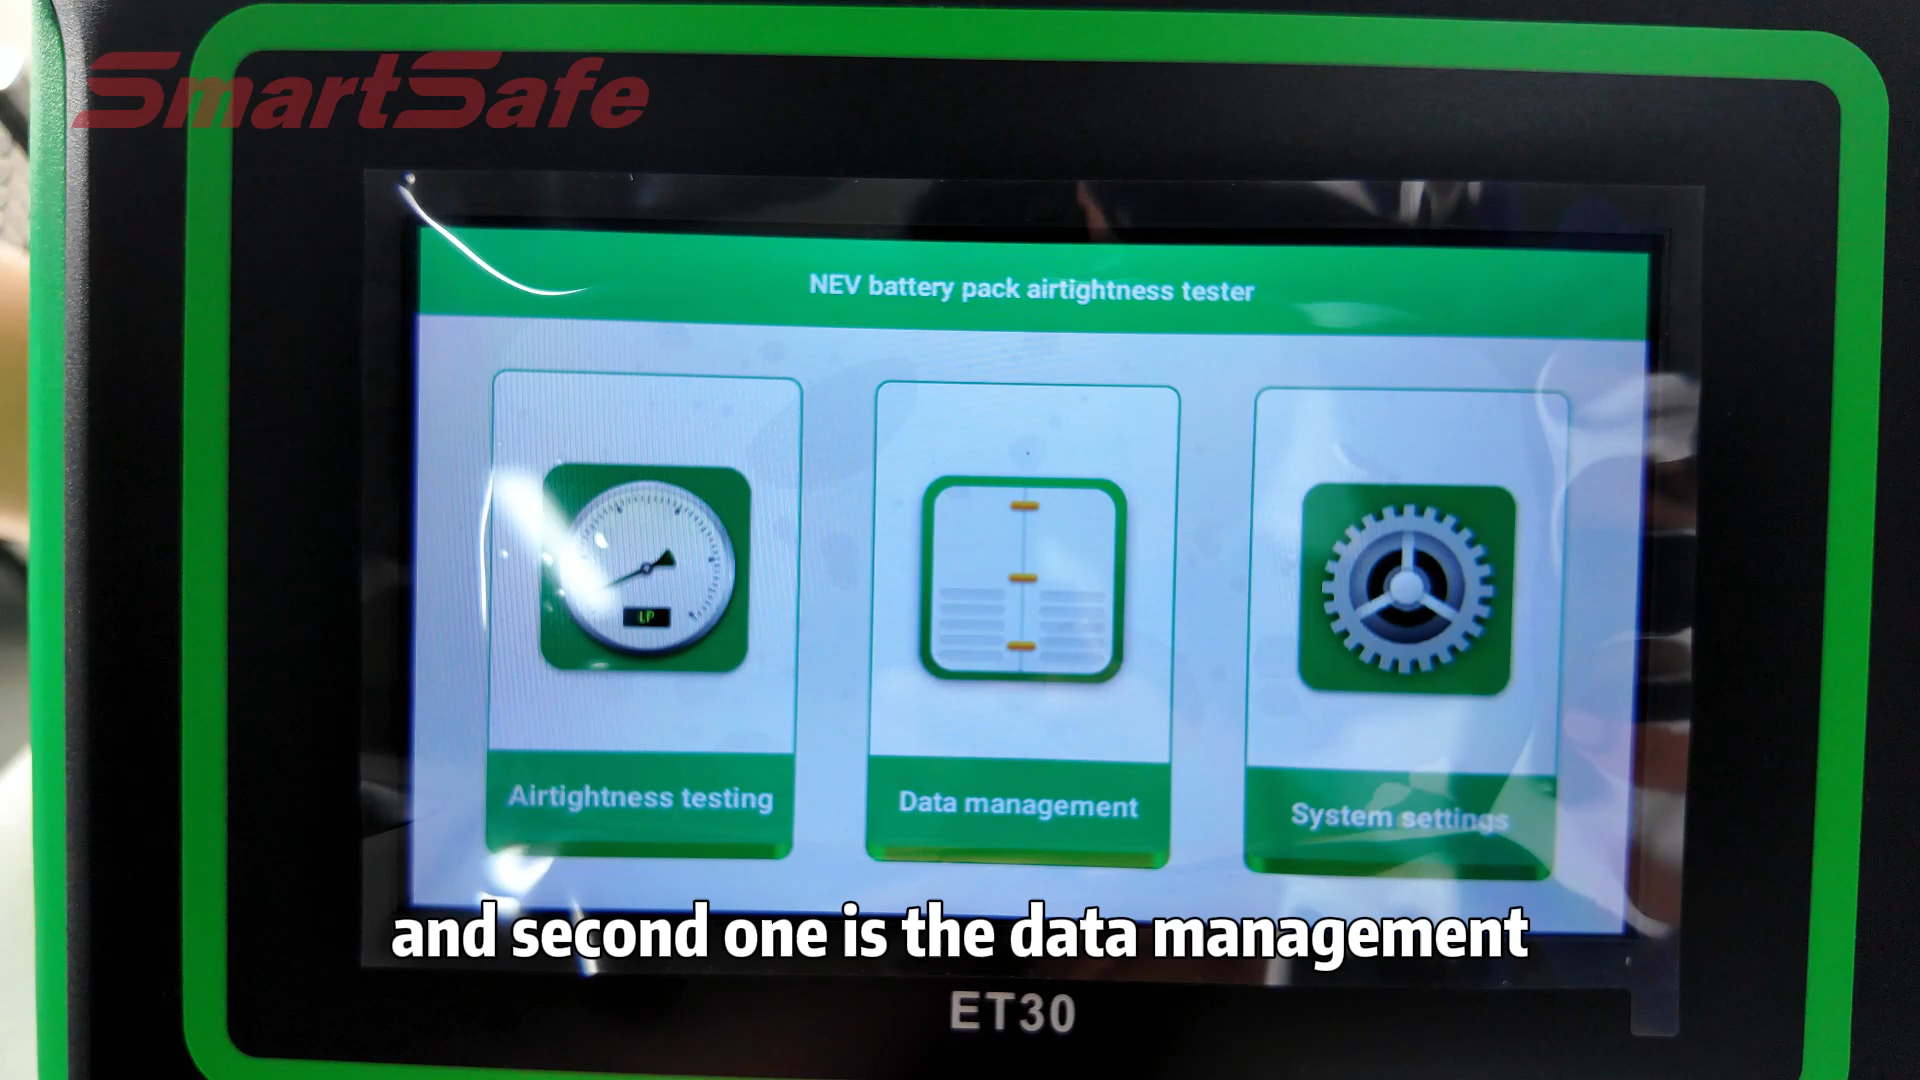 SmartSafe
NEV battery pack airtightness tester
LP
Airtightness testing
Data management
System settings
and second one is the data management
ET30